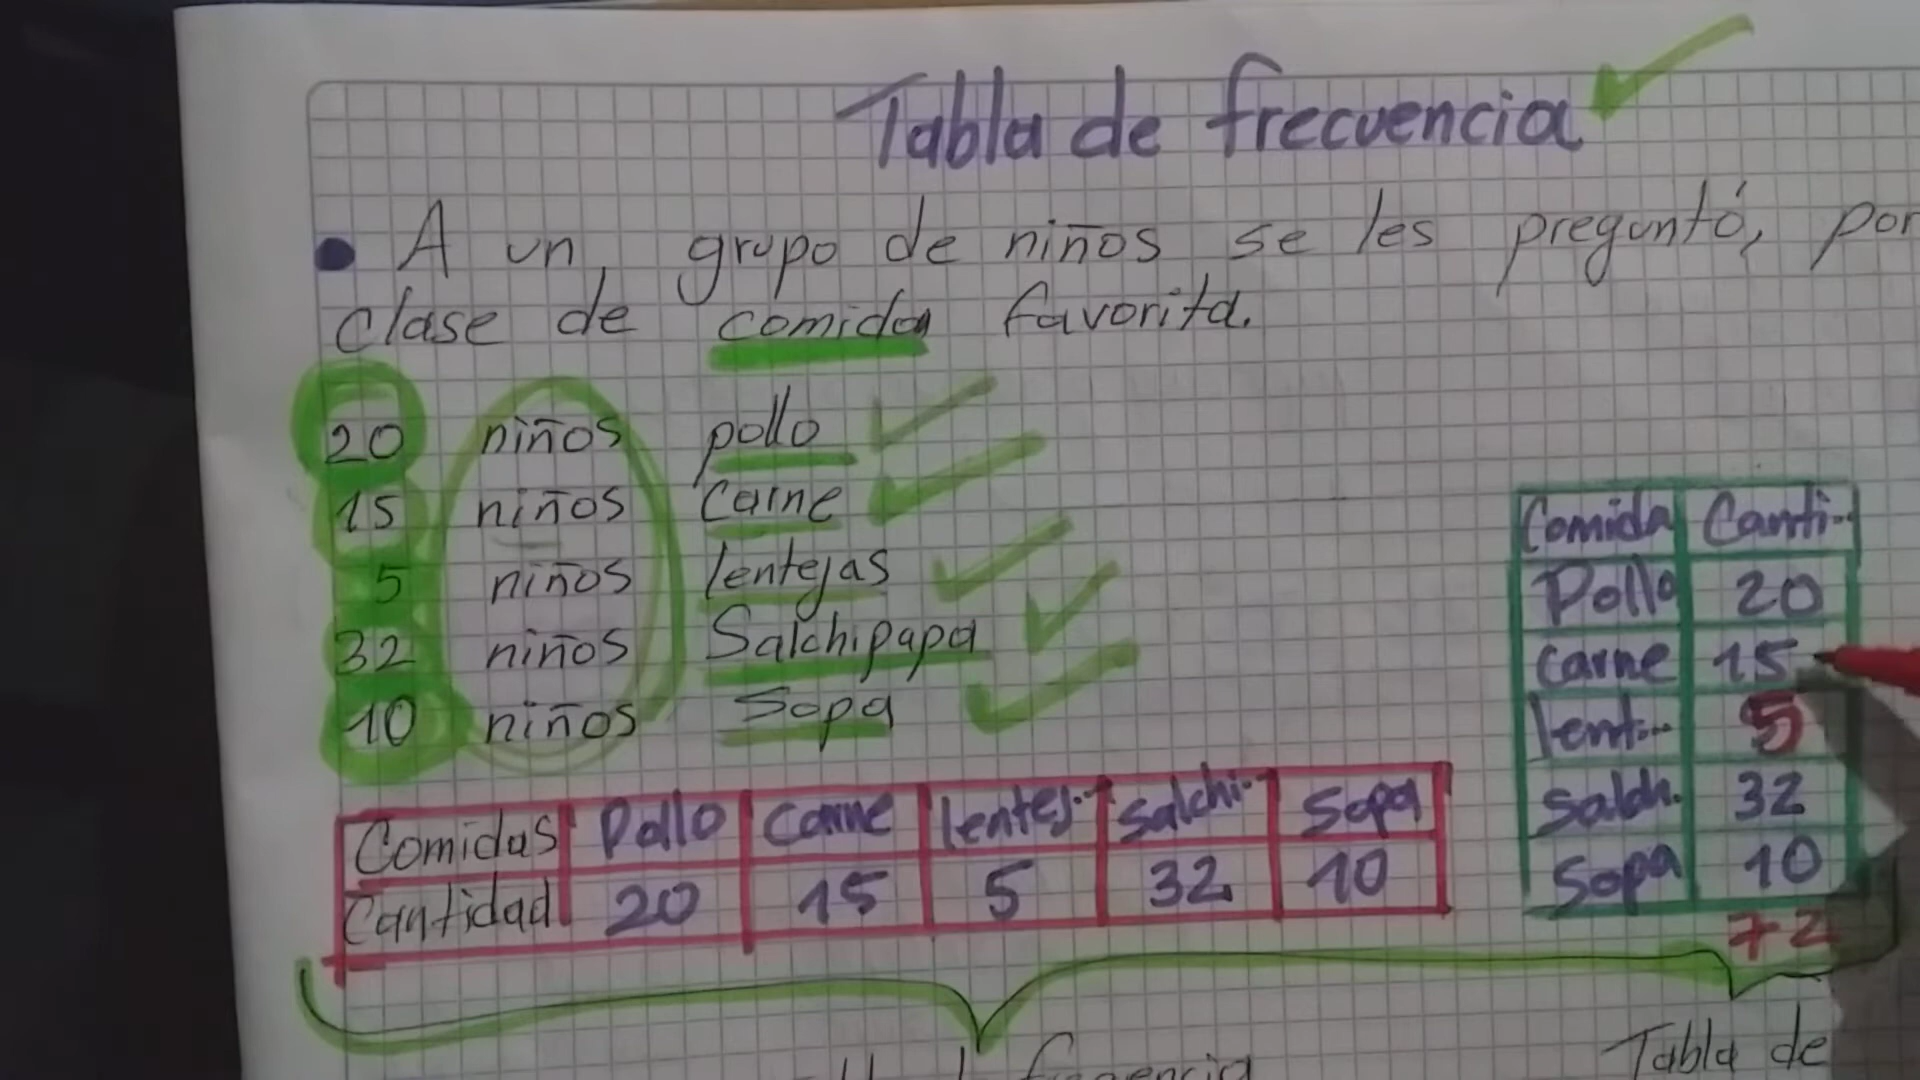 Tabla de frecuencia
A un grupo de niños se les preguntó, por
clase de comida favorita.
20 niños pollo
15 niños Carne
5 niños lentejas
32 niños Salchipapa
10 niños Sopa
Comidas Pollo Carne lentej.. Salchi.. Sopa
Cantidad 20 15 5 32 10
Comida Canti..
Pollo 20
Carne 15
lent... 5
Salch. 32
Sopa 10
72
Tabla de